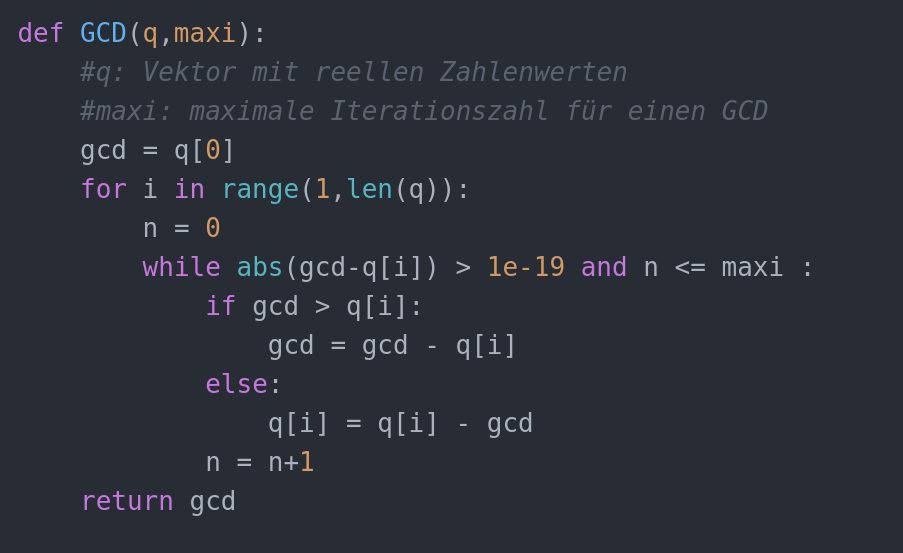 def GCD(q,maxi):
    #q: Vektor mit reellen Zahlenwerten
    #maxi: maximale Iterationszahl für einen GCD
    gcd = q[0]
    for i in range(1,len(q)):
        n = 0
        while abs(gcd-q[i]) > 1e-19 and n <= maxi :
            if gcd > q[i]:
                gcd = gcd - q[i]
            else:
                q[i] = q[i] - gcd
            n = n+1
    return gcd